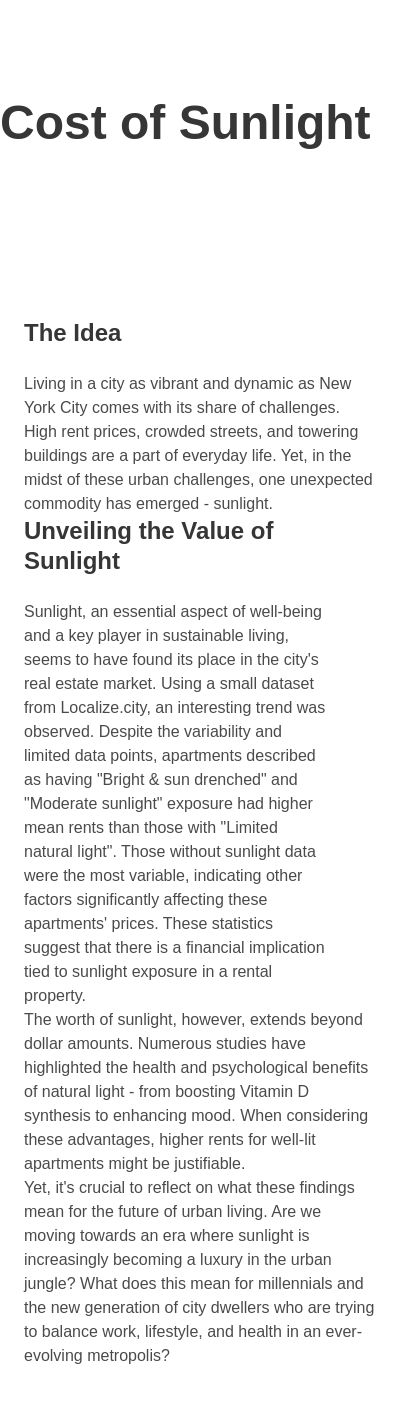 Cost of Sunlight
The Idea
Living in a city as vibrant and dynamic as New
York City comes with its share of challenges.
High rent prices, crowded streets, and towering
buildings are a part of everyday life. Yet, in the
midst of these urban challenges, one unexpected
commodity has emerged - sunlight.
Unveiling the Value of
Sunlight
Sunlight, an essential aspect of well-being
and a key player in sustainable living,
seems to have found its place in the city's
real estate market. Using a small dataset
from Localize.city, an interesting trend was
observed. Despite the variability and
limited data points, apartments described
as having "Bright & sun drenched" and
"Moderate sunlight" exposure had higher
mean rents than those with "Limited
natural light". Those without sunlight data
were the most variable, indicating other
factors significantly affecting these
apartments' prices. These statistics
suggest that there is a financial implication
tied to sunlight exposure in a rental
property.
The worth of sunlight, however, extends beyond
dollar amounts. Numerous studies have
highlighted the health and psychological benefits
of natural light - from boosting Vitamin D
synthesis to enhancing mood. When considering
these advantages, higher rents for well-lit
apartments might be justifiable.
Yet, it's crucial to reflect on what these findings
mean for the future of urban living. Are we
moving towards an era where sunlight is
increasingly becoming a luxury in the urban
jungle? What does this mean for millennials and
the new generation of city dwellers who are trying
to balance work, lifestyle, and health in an ever-
evolving metropolis?